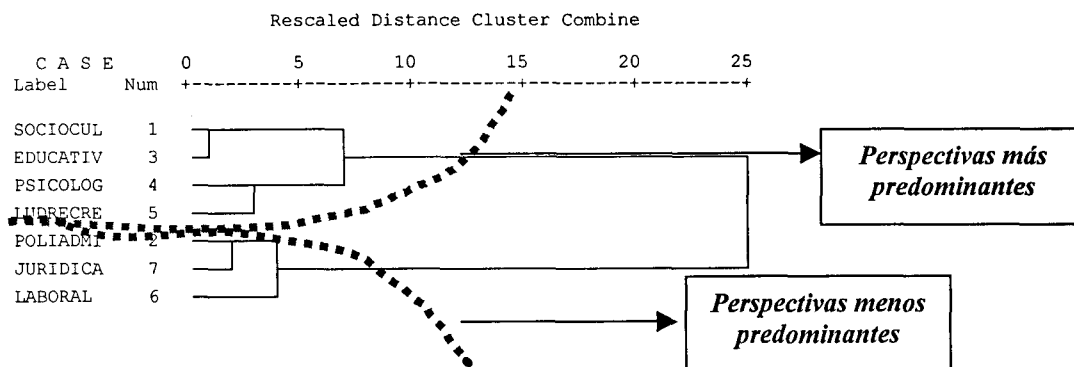 Rescaled Distance Cluster Combine
C A S E 0 5 10 15 20 25
Label Num +---------+---------+---------+---------+---------+
SOCIOCUL 1
EDUCATIV 3
PSICOLOG 4
LUDRECRE 5
POLIADMI 2
JURIDICA 7
LABORAL 6
Perspectivas más
predominantes
Perspectivas menos
predominantes